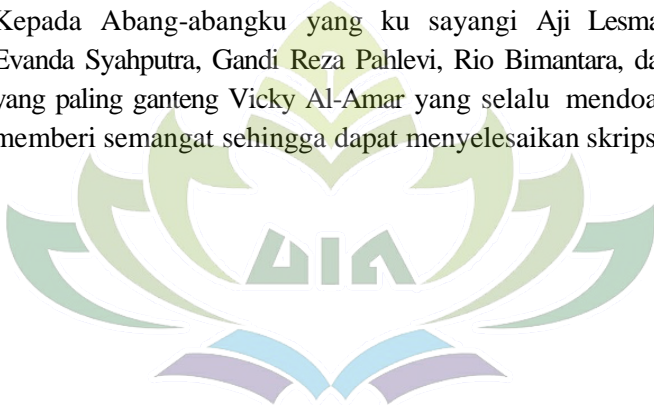 Kepada Abang-abangku yang ku sayangi Aji Lesma
Evanda Syahputra, Gandi Reza Pahlevi, Rio Bimantara, da
yang paling ganteng Vicky Al-Amar yang selalu mendoa
memberi semangat sehingga dapat menyelesaikan skrips
UIN